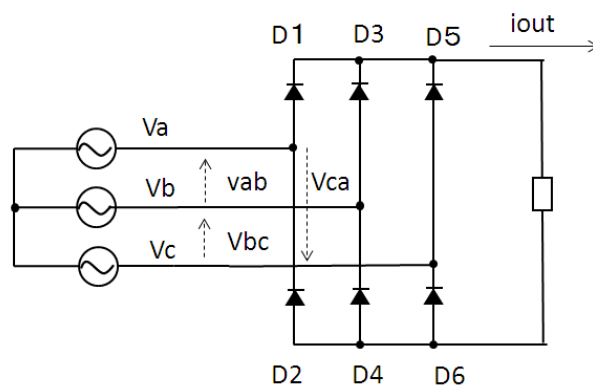 D1 D3 D5 iout
Va
Vb vab Vca
Vc Vbc
D2 D4 D6